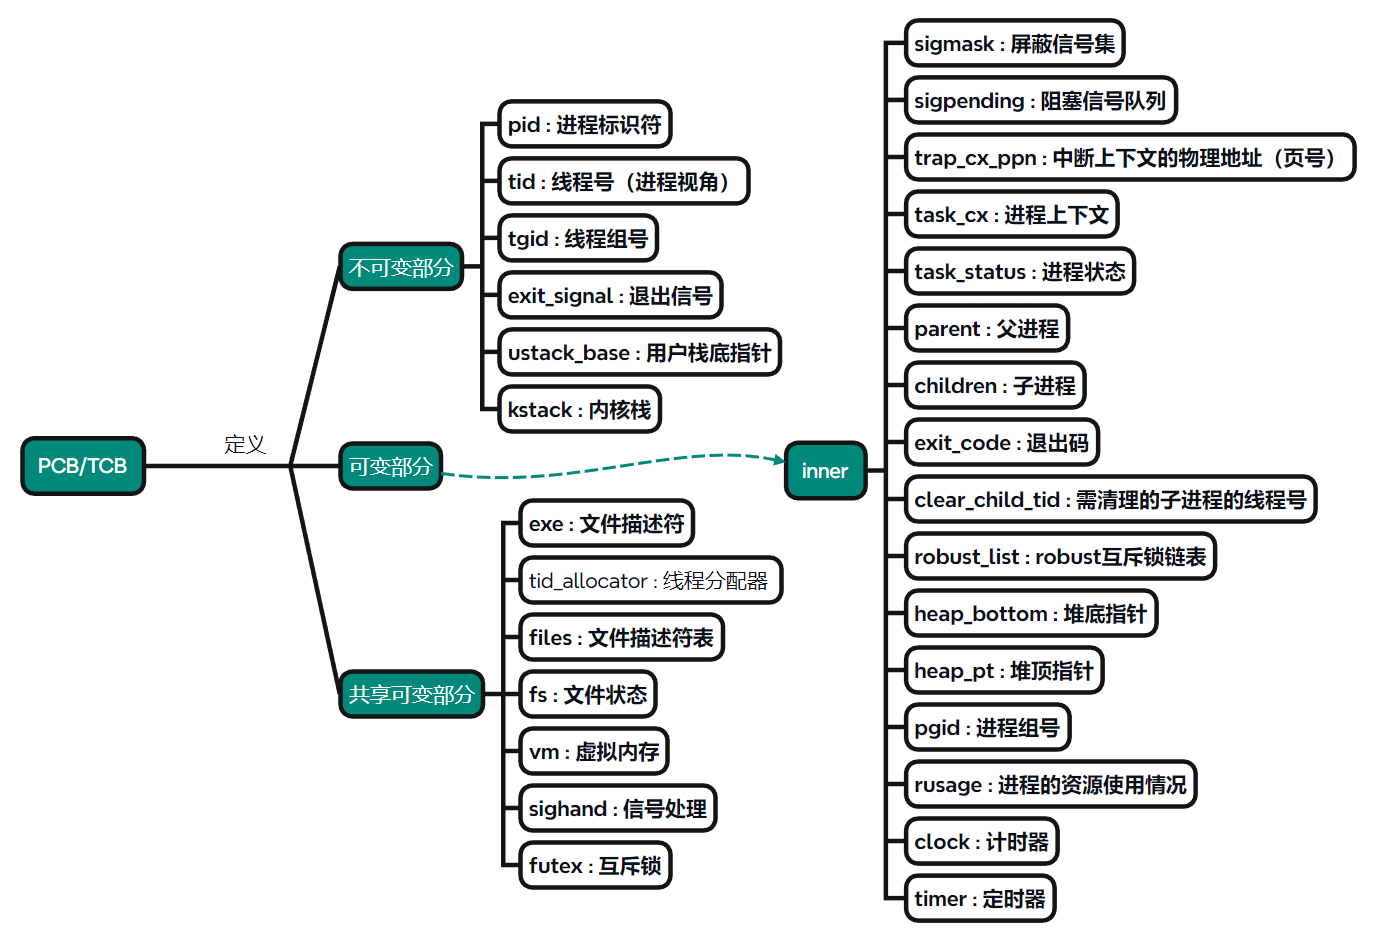 PCB/TCB
定义
不可变部分
pid : 进程标识符
tid : 线程号（进程视角）
tgid : 线程组号
exit_signal : 退出信号
ustack_base : 用户栈底指针
kstack : 内核栈
可变部分
inner
sigmask : 屏蔽信号集
sigpending : 阻塞信号队列
trap_cx_ppn : 中断上下文的物理地址（页号）
task_cx : 进程上下文
task_status : 进程状态
parent : 父进程
children : 子进程
exit_code : 退出码
clear_child_tid : 需清理的子进程的线程号
robust_list : robust互斥锁链表
heap_bottom : 堆底指针
heap_pt : 堆顶指针
pgid : 进程组号
rusage : 进程的资源使用情况
clock : 计时器
timer : 定时器
共享可变部分
exe : 文件描述符
tid_allocator : 线程分配器
files : 文件描述符表
fs : 文件状态
vm : 虚拟内存
sighand : 信号处理
futex : 互斥锁